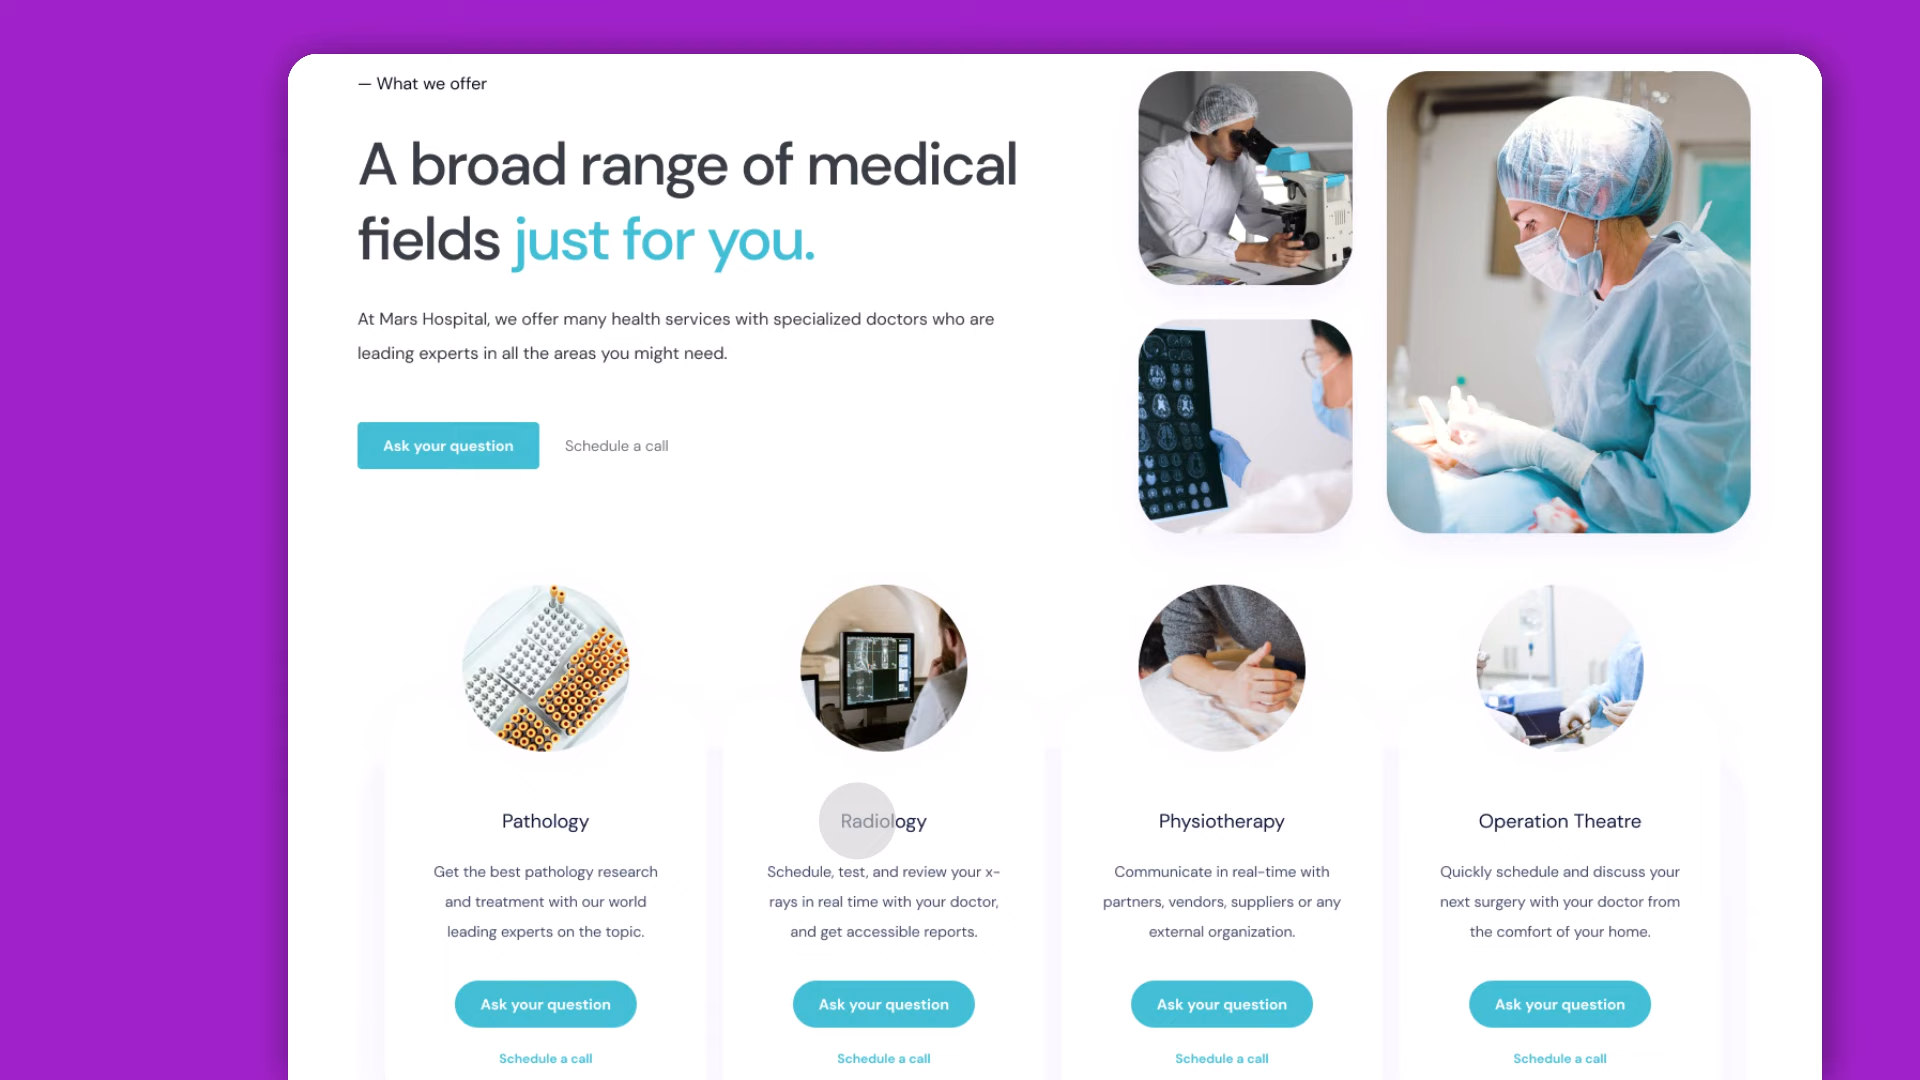 — What we offer
A broad range of medical
fields just for you.
At Mars Hospital, we offer many health services with specialized doctors who are
leading experts in all the areas you might need.
Ask your question
Schedule a call
Pathology
Get the best pathology research
and treatment with our world
leading experts on the topic.
Ask your question
Schedule a call
Radiology
Schedule, test, and review your x-
rays in real time with your doctor,
and get accessible reports.
Ask your question
Schedule a call
Physiotherapy
Communicate in real-time with
partners, vendors, suppliers or any
external organization.
Ask your question
Schedule a call
Operation Theatre
Quickly schedule and discuss your
next surgery with your doctor from
the comfort of your home.
Ask your question
Schedule a call